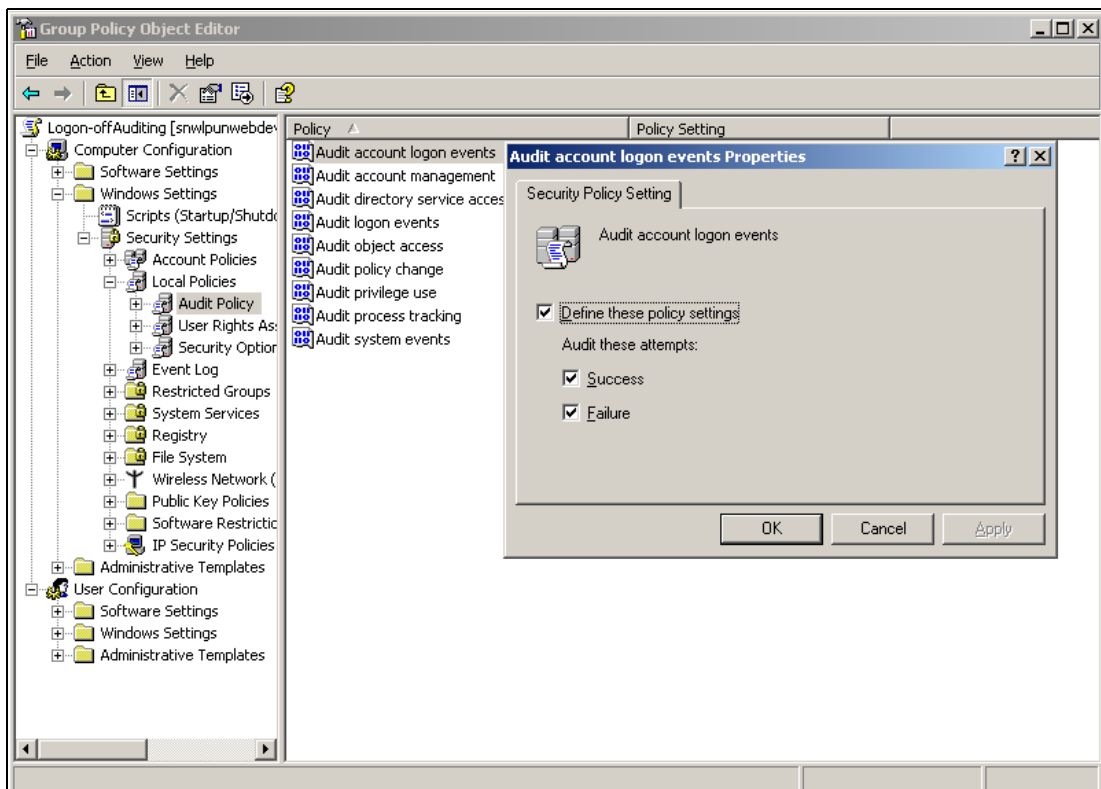 Group Policy Object Editor
File Action View Help
Logon-offAuditing [snwlpunwebdev
Computer Configuration
Software Settings
Windows Settings
Scripts (Startup/Shutdo
Security Settings
Account Policies
Local Policies
Audit Policy
User Rights As
Security Option
Event Log
Restricted Groups
System Services
Registry
File System
Wireless Network (
Public Key Policies
Software Restrictio
IP Security Policies
Administrative Templates
User Configuration
Software Settings
Windows Settings
Administrative Templates
Policy Policy Setting
Audit account logon events
Audit account management
Audit directory service acces
Audit logon events
Audit object access
Audit policy change
Audit privilege use
Audit process tracking
Audit system events
Audit account logon events Properties
Security Policy Setting
Audit account logon events
Define these policy settings
Audit these attempts:
Success
Failure
OK Cancel Apply